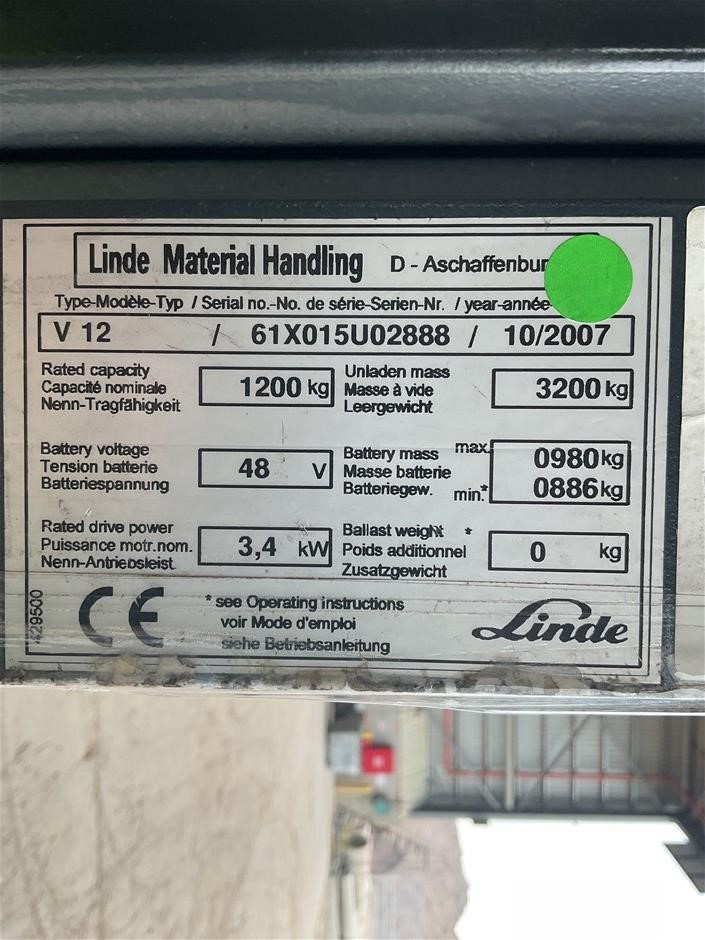 Linde Material Handling D - Aschaffenbur
Type-Modèle-Typ / Serial no.-No. de série-Serien-Nr. / year-année
V 12 / 61X015U02888 / 10/2007
Rated capacity
Capacité nominale
Nenn-Tragfähigkeit
1200 kg
Unladen mass
Masse à vide
Leergewicht
3200 kg
Battery voltage
Tension batterie
Batteriespannung
48 V
Battery mass
Masse batterie
Batteriegew.
max. 0980 kg
min.* 0886 kg
Rated drive power
Puissance motr.nom.
Nenn-Antriebsleist.
3,4 kW
Ballast weight *
Poids additionnel
Zusatzgewicht
0 kg
CE
* see Operating instructions
voir Mode d'emploi
siehe Betriebsanleitung
Linde